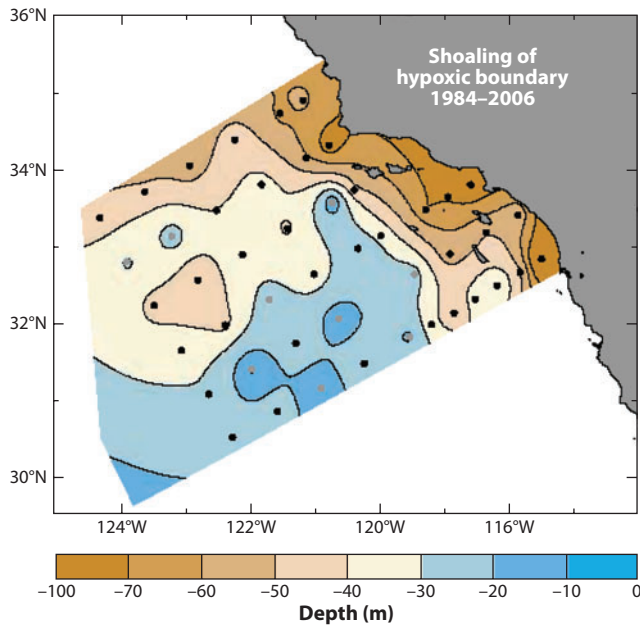 Shoaling of
hypoxic boundary
1984–2006
36°N
34°N
32°N
30°N
124°W 122°W 120°W 116°W
–100 –70 –60 –50 –40 –30 –20 –10 0
Depth (m)